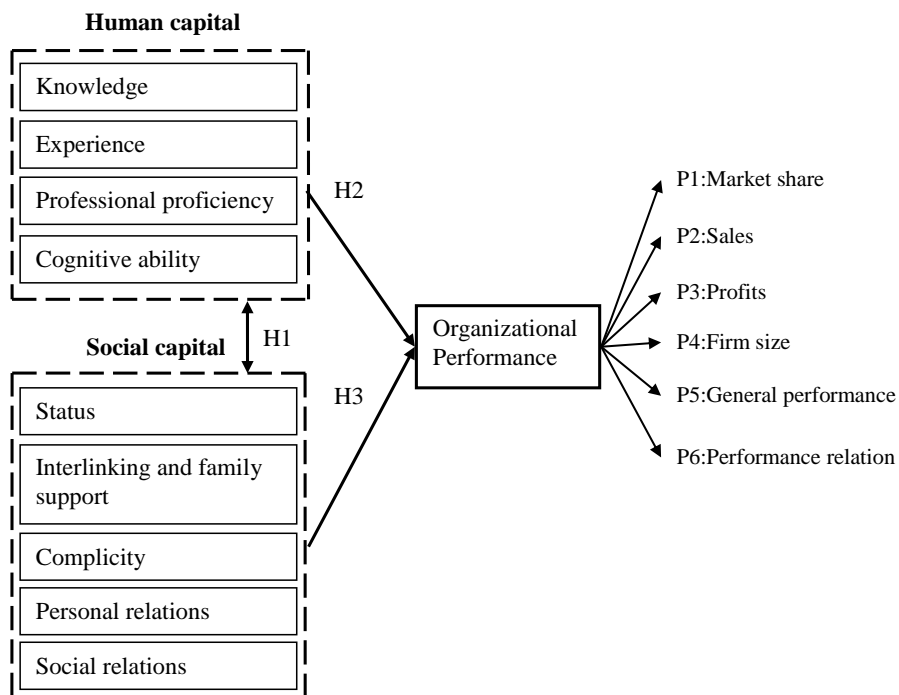 Human capital
Knowledge
Experience
Professional proficiency
Cognitive ability
H1
Social capital
Status
Interlinking and family
support
Complicity
Personal relations
Social relations
H2
H3
Organizational
Performance
P1:Market share
P2:Sales
P3:Profits
P4:Firm size
P5:General performance
P6:Performance relation